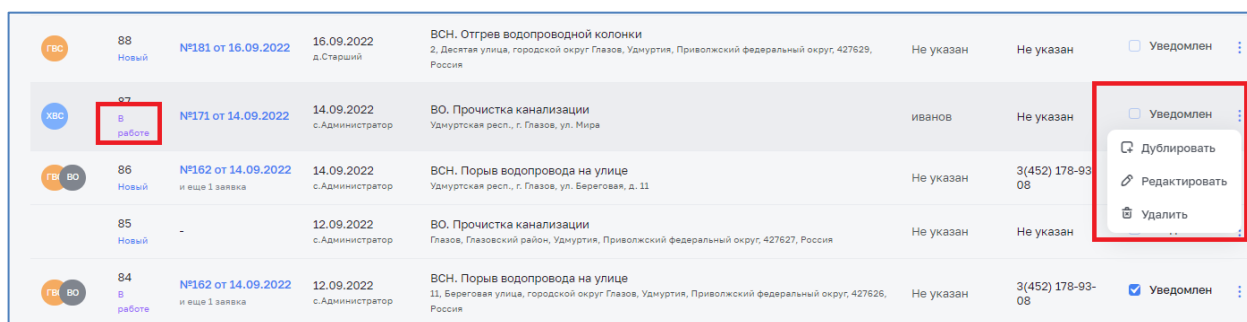 ГВС
88
Новый
№181 от 16.09.2022
16.09.2022
д.Старший
ВСН. Отгрев водопроводной колонки
2, Десятая улица, городской округ Глазов, Удмуртия, Приволжский федеральный округ, 427629,
Россия
Не указан
Не указан
Уведомлен
ХВС
87
В
работе
№171 от 14.09.2022
14.09.2022
с.Администратор
ВО. Прочистка канализации
Удмуртская респ., г. Глазов, ул. Мира
иванов
Не указан
Уведомлен
Дублировать
Редактировать
Удалить
ВО
86
Новый
№162 от 14.09.2022
и еще 1 заявка
14.09.2022
с.Администратор
ВСН. Порыв водопровода на улице
Удмуртская респ., г. Глазов, ул. Береговая, д. 11
Не указан
3(452) 178-93
08
85
Новый
-
12.09.2022
с.Администратор
ВО. Прочистка канализации
Глазов, Глазовский район, Удмуртия, Приволжский федеральный округ, 427627, Россия
Не указан
Не указан
ВО
84
В
работе
№162 от 14.09.2022
и еще 1 заявка
12.09.2022
с.Администратор
ВСН. Порыв водопровода на улице
11, Береговая улица, городской округ Глазов, Удмуртия, Приволжский федеральный округ, 427626,
Россия
Не указан
3(452) 178-93-
08
Уведомлен